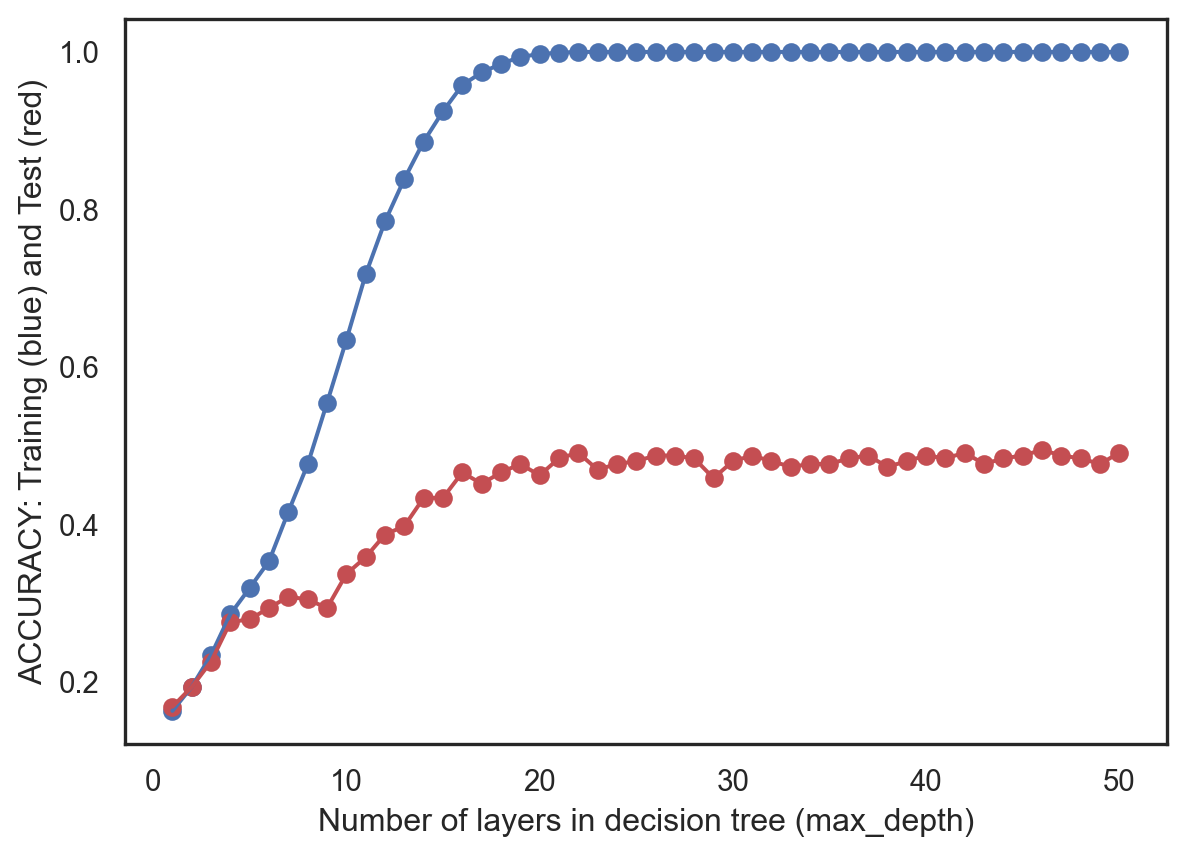 ACCURACY: Training (blue) and Test (red)
1.0
0.8
0.6
0.4
0.2
0 10 20 30 40 50
Number of layers in decision tree (max_depth)